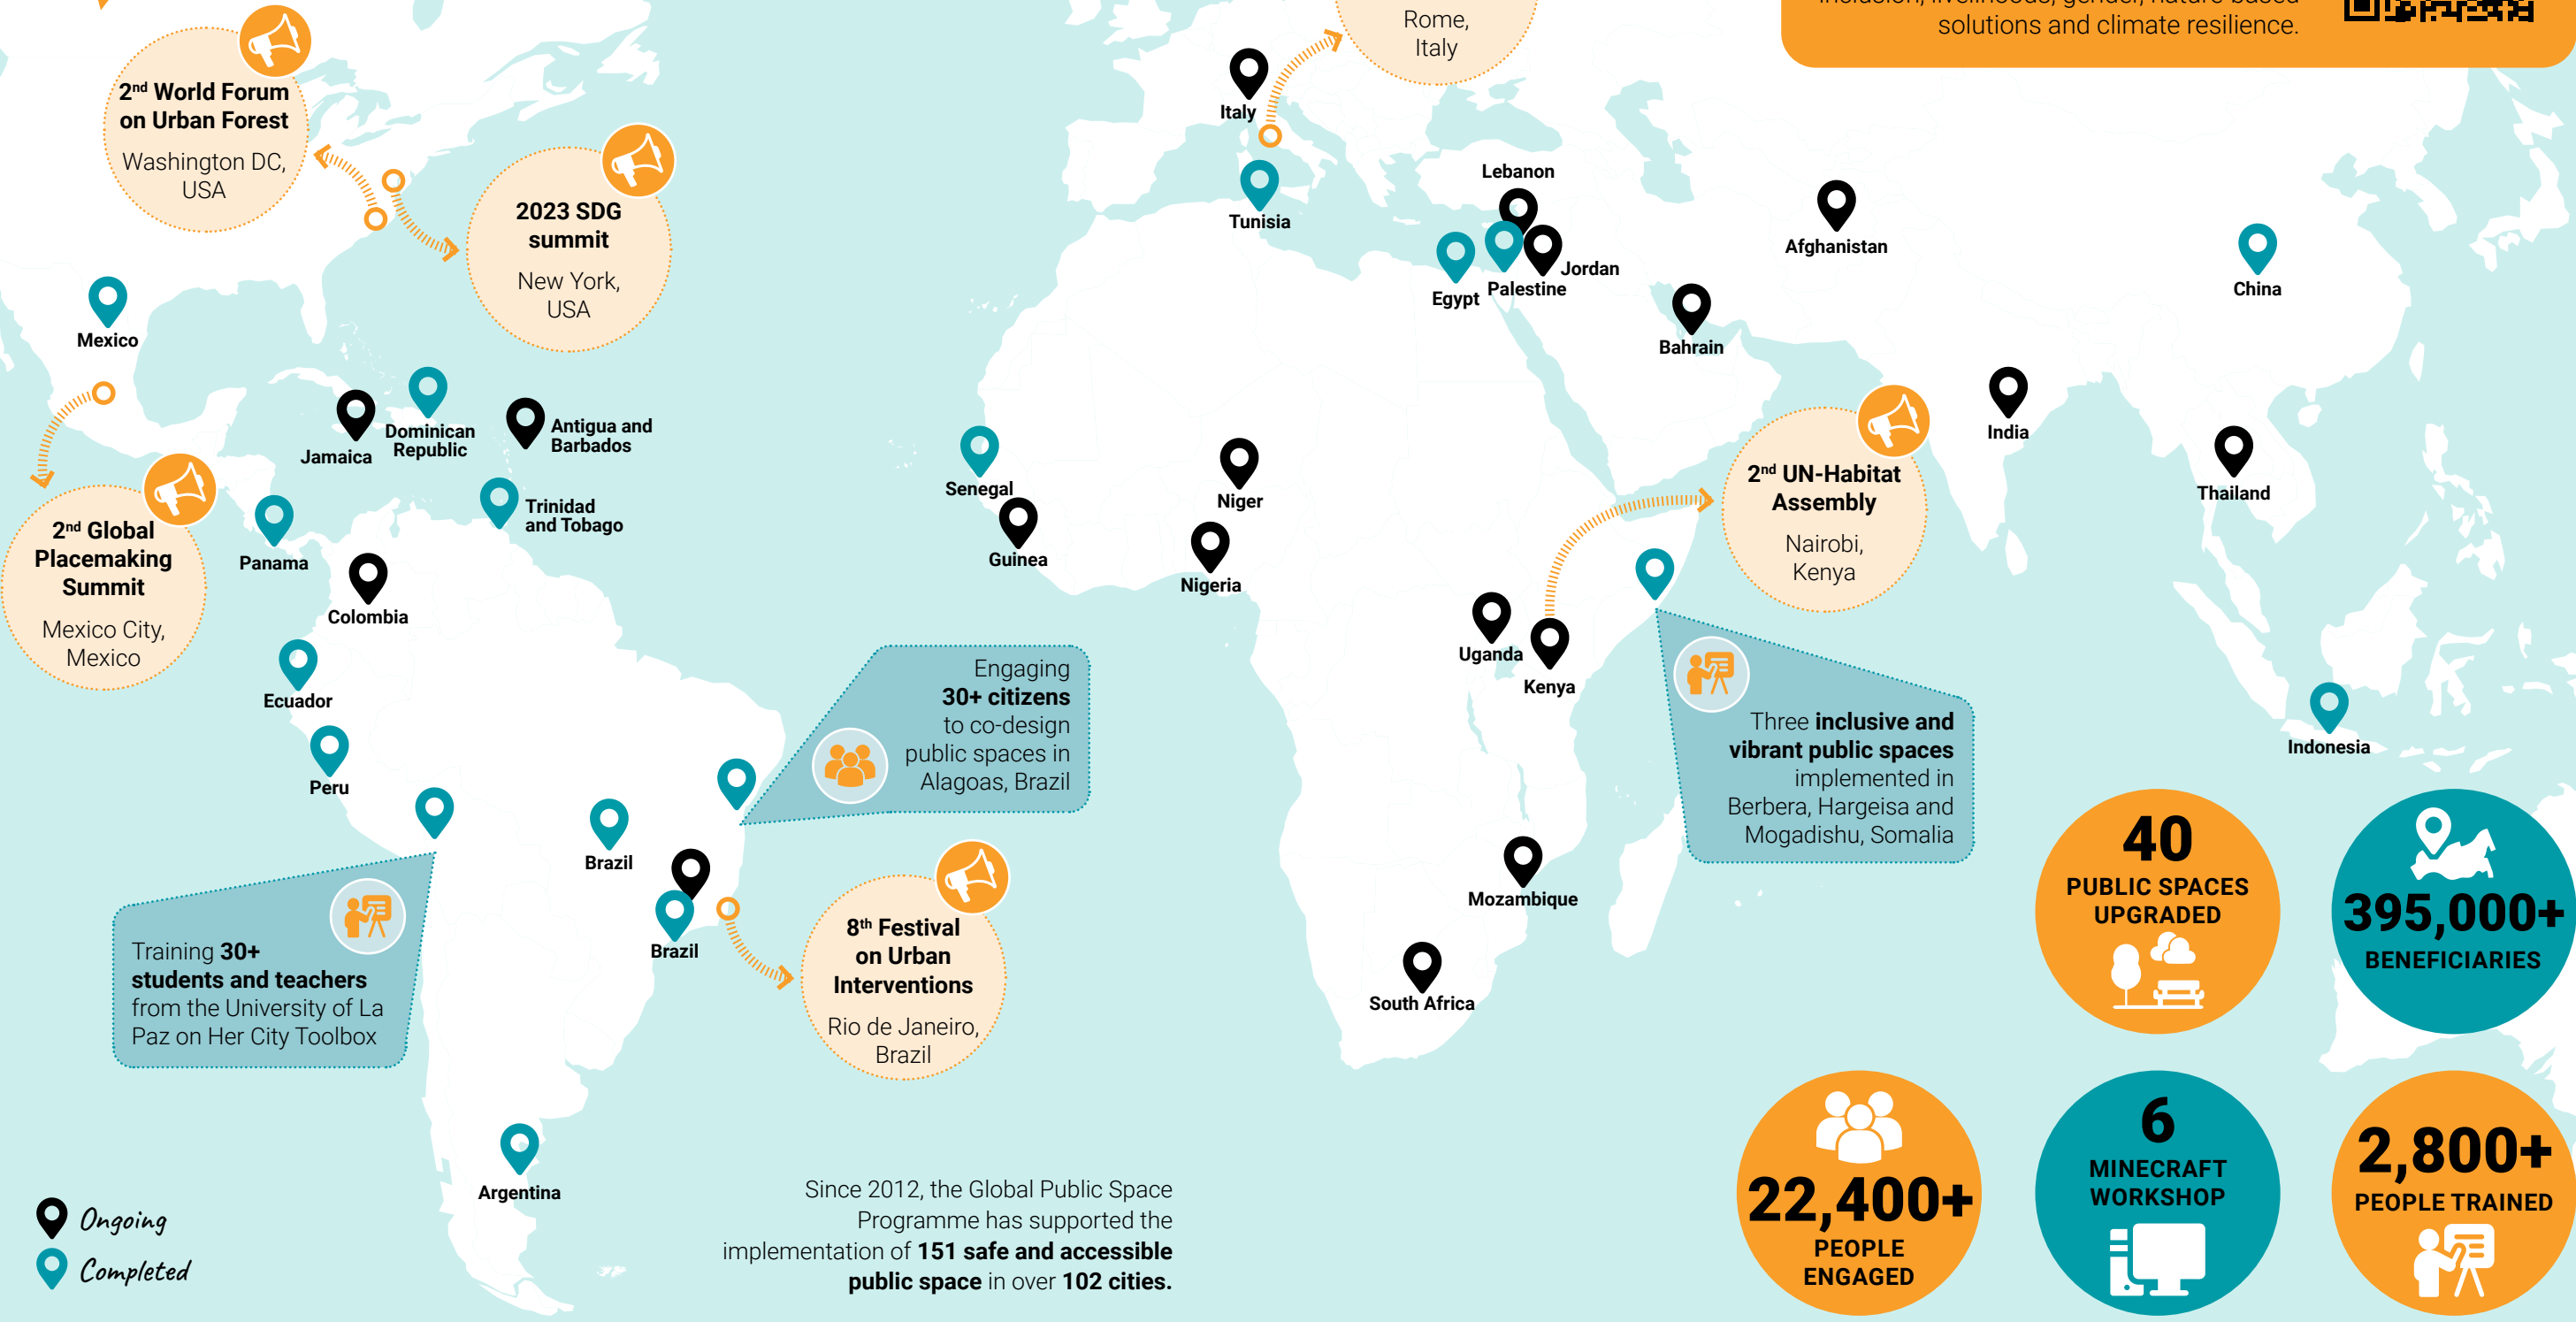 inclusion, livelihoods, gender, nature-based
solutions and climate resilience.
Rome,
Italy
2nd World Forum
on Urban Forest
Washington DC,
USA
2023 SDG
summit
New York,
USA
Italy
Tunisia
Lebanon
Jordan
Palestine
Egypt
Afghanistan
Bahrain
China
India
Thailand
Indonesia
Mexico
Jamaica
Dominican
Republic
Antigua and
Barbados
Trinidad
and Tobago
2nd Global
Placemaking
Summit
Mexico City,
Mexico
Panama
Colombia
Ecuador
Peru
Senegal
Guinea
Niger
Nigeria
2nd UN-Habitat
Assembly
Nairobi,
Kenya
Uganda
Kenya
Engaging
30+ citizens
to co-design
public spaces in
Alagoas, Brazil
Three inclusive and
vibrant public spaces
implemented in
Berbera, Hargeisa and
Mogadishu, Somalia
Brazil
Brazil
8th Festival
on Urban
Interventions
Rio de Janeiro,
Brazil
Mozambique
South Africa
Training 30+
students and teachers
from the University of La
Paz on Her City Toolbox
Argentina
Ongoing
Completed
Since 2012, the Global Public Space
Programme has supported the
implementation of 151 safe and accessible
public space in over 102 cities.
40
PUBLIC SPACES
UPGRADED
395,000+
BENEFICIARIES
22,400+
PEOPLE
ENGAGED
6
MINECRAFT
WORKSHOP
2,800+
PEOPLE TRAINED